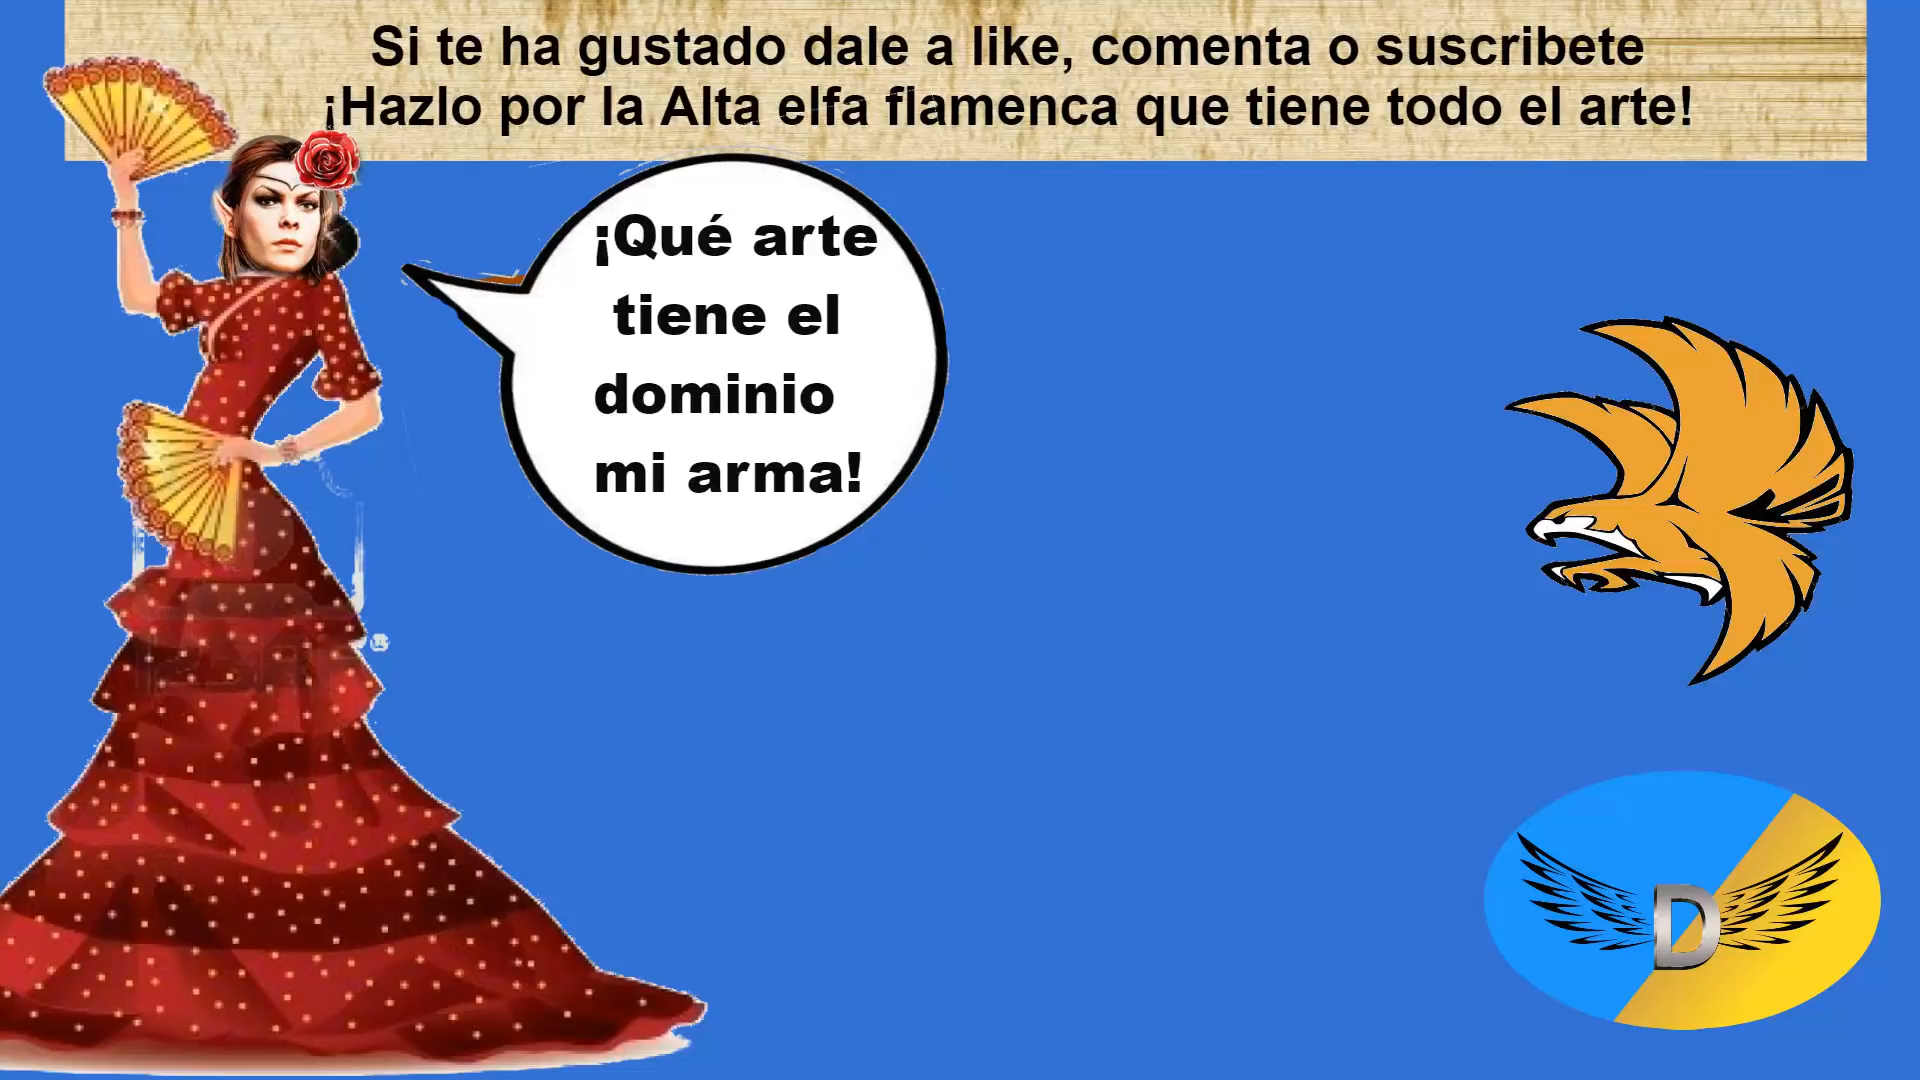 Si te ha gustado dale a like, comenta o suscribete
¡Hazlo por la Alta elfa flamenca que tiene todo el arte!
¡Qué arte
tiene el
dominio
mi arma!
D